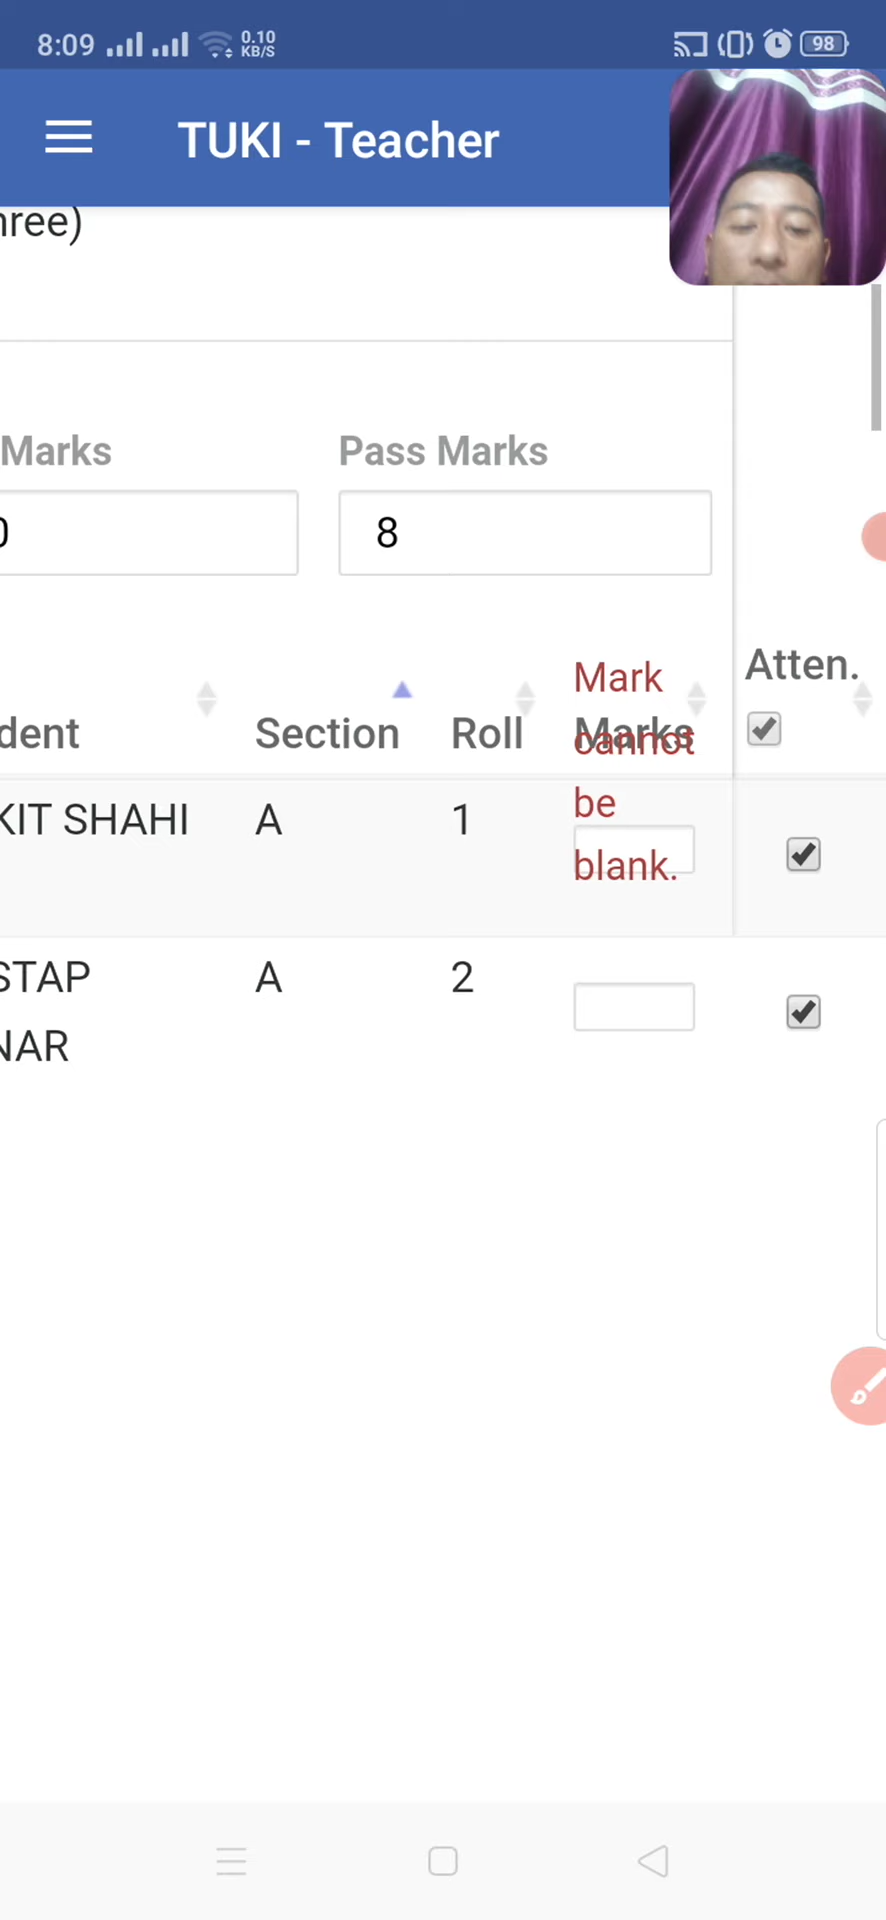 8:09 0.10 KB/S 98
TUKI - Teacher
hree)
Marks Pass Marks
0 8
Mark Atten.
dent Section Roll Marks
cannot
KIT SHAHI A 1 be
blank.
STAP A 2
NAR